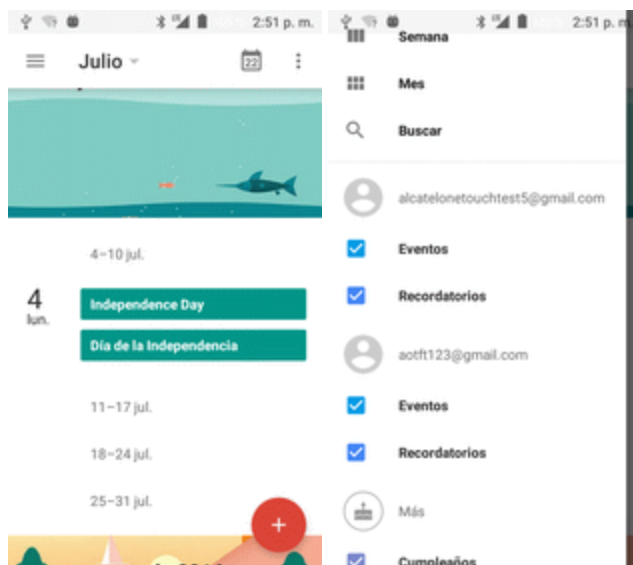 2:51 p. m.
Julio
22
4–10 jul.
4
lun.
Independence Day
Día de la Independencia
11–17 jul.
18–24 jul.
25–31 jul.
2:51 p. m.
Semana
Mes
Buscar
alcatelonetouchtest5@gmail.com
Eventos
Recordatorios
aotft123@gmail.com
Eventos
Recordatorios
Más
Cumpleaños